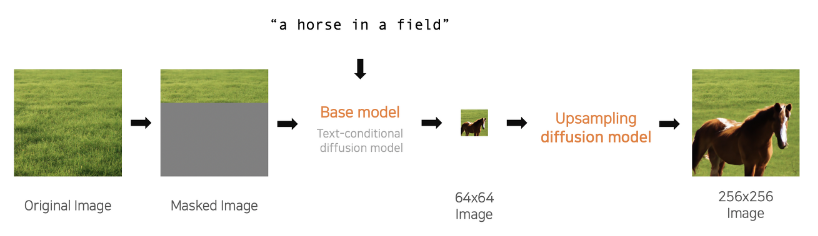 “a horse in a field”
Base model
Text-conditional
diffusion model
Upsampling
diffusion model
Original Image
Masked Image
64x64
Image
256x256
Image